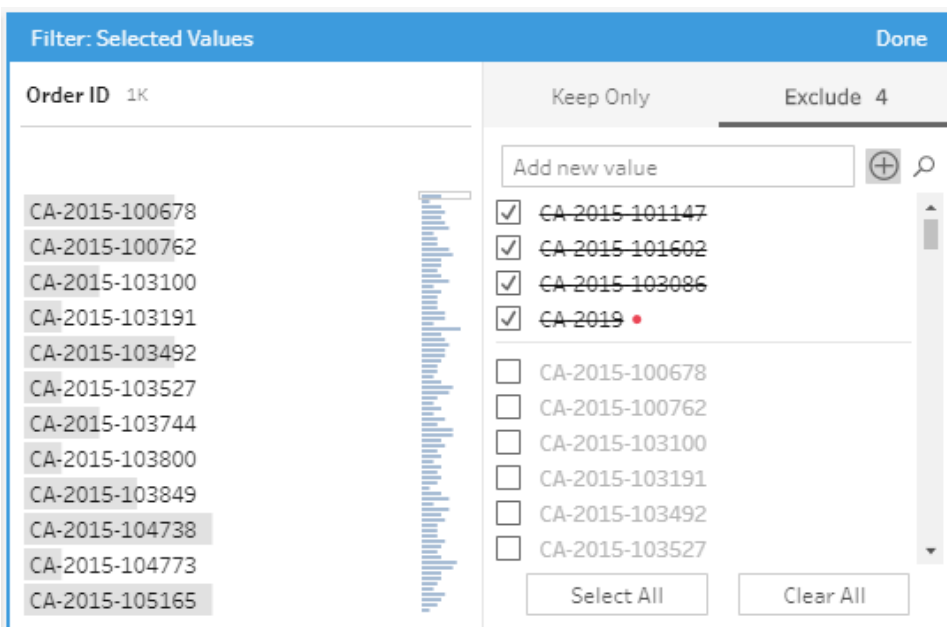 Filter: Selected Values
Done
Order ID 1K
Keep Only
Exclude 4
Add new value
CA-2015-100678
CA-2015-100762
CA-2015-103100
CA-2015-103191
CA-2015-103492
CA-2015-103527
CA-2015-103744
CA-2015-103800
CA-2015-103849
CA-2015-104738
CA-2015-104773
CA-2015-105165
CA-2015-101147
CA-2015-101602
CA-2015-103086
CA-2019
CA-2015-100678
CA-2015-100762
CA-2015-103100
CA-2015-103191
CA-2015-103492
CA-2015-103527
Select All
Clear All